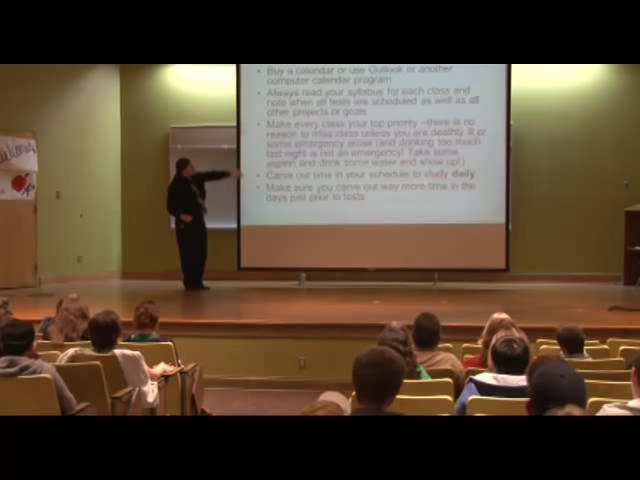 • Buy a calendar or use Outlook or another
computer calendar program
• Always read your syllabus for each class and
note when all tests are scheduled as well as all
other projects or goals
• Make every class your top priority –there is no
reason to miss class unless you are deathly ill or
some emergency arose (and drinking too much
last night is not an emergency! Take some
aspirin and drink some water and show up!)
• Carve out time in your schedule to study daily
• Make sure you carve out way more time in the
days just prior to tests